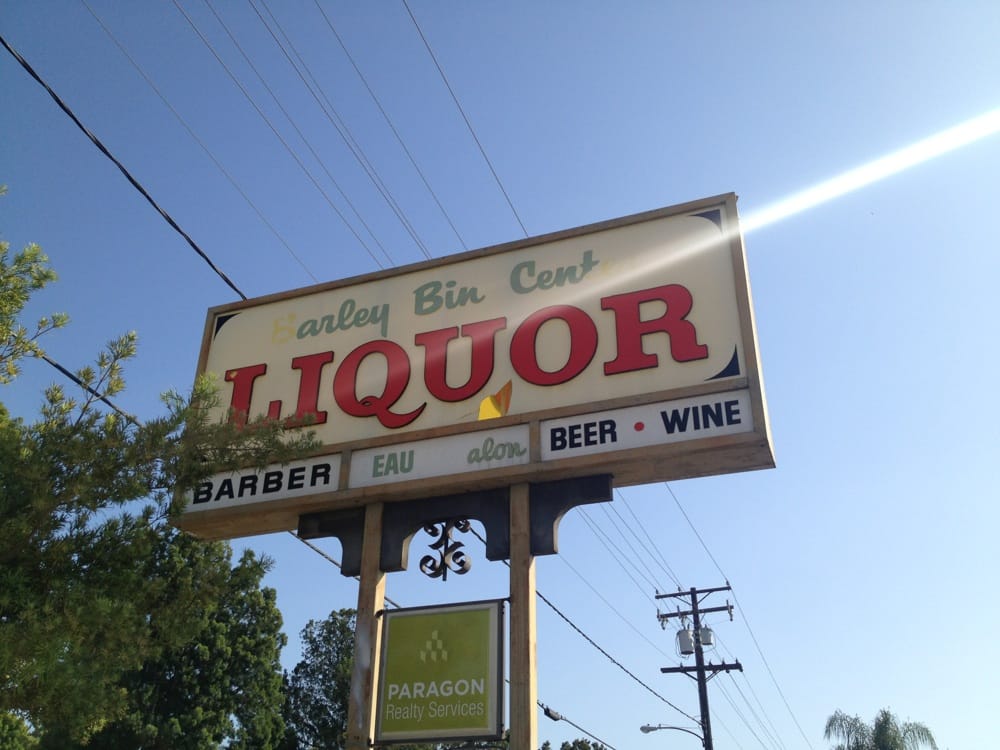 Barley Bin Cent
LIQUOR
BARBER
EAU alon
BEER • WINE
PARAGON
Realty Services